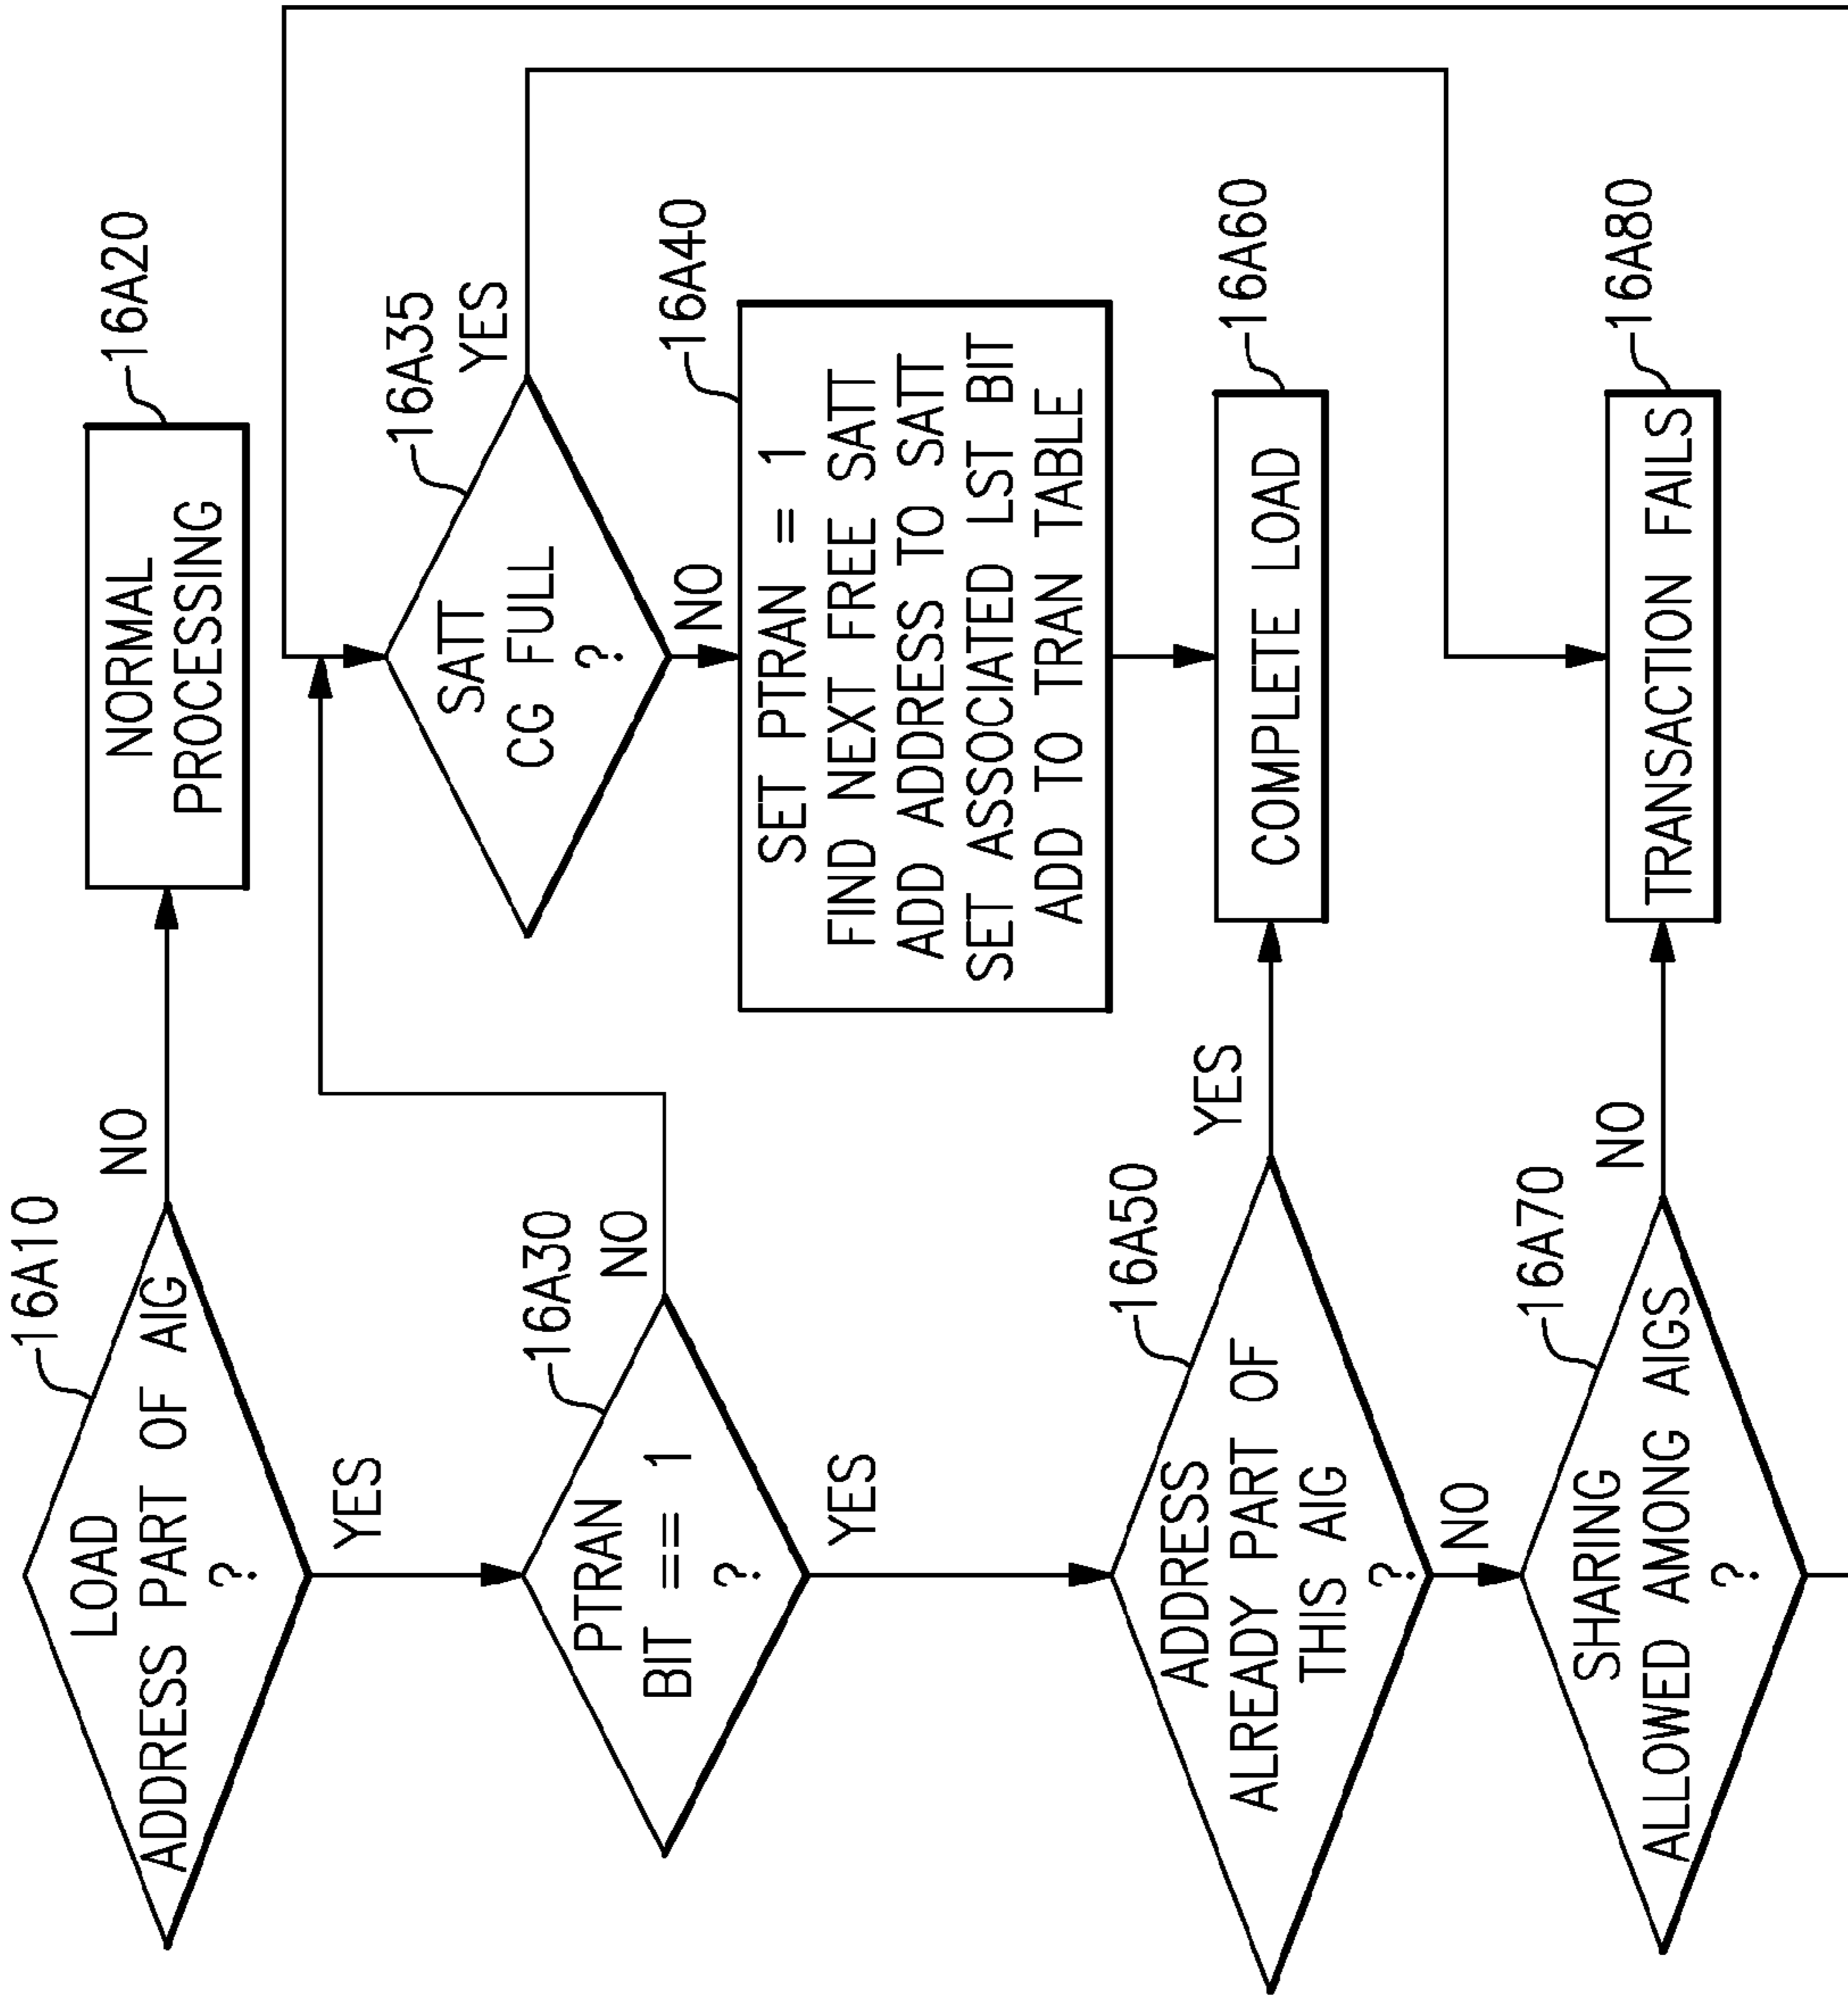 16A10
LOAD
ADDRESS PART OF AIG
?
NO
16A20
NORMAL
PROCESSING
YES
16A30
PTRAN
BIT == 1
?
NO
16A35
SATT
CG FULL
?
YES
NO
16A40
SET PTRAN = 1
FIND NEXT FREE SATT
ADD ADDRESS TO SATT
SET ASSOCIATED LST BIT
ADD TO TRAN TABLE
YES
16A50
ADDRESS
ALREADY PART OF
THIS AIG
?
YES
16A60
COMPLETE LOAD
NO
16A70
SHARING
ALLOWED AMONG AIGS
?
NO
16A80
TRANSACTION FAILS